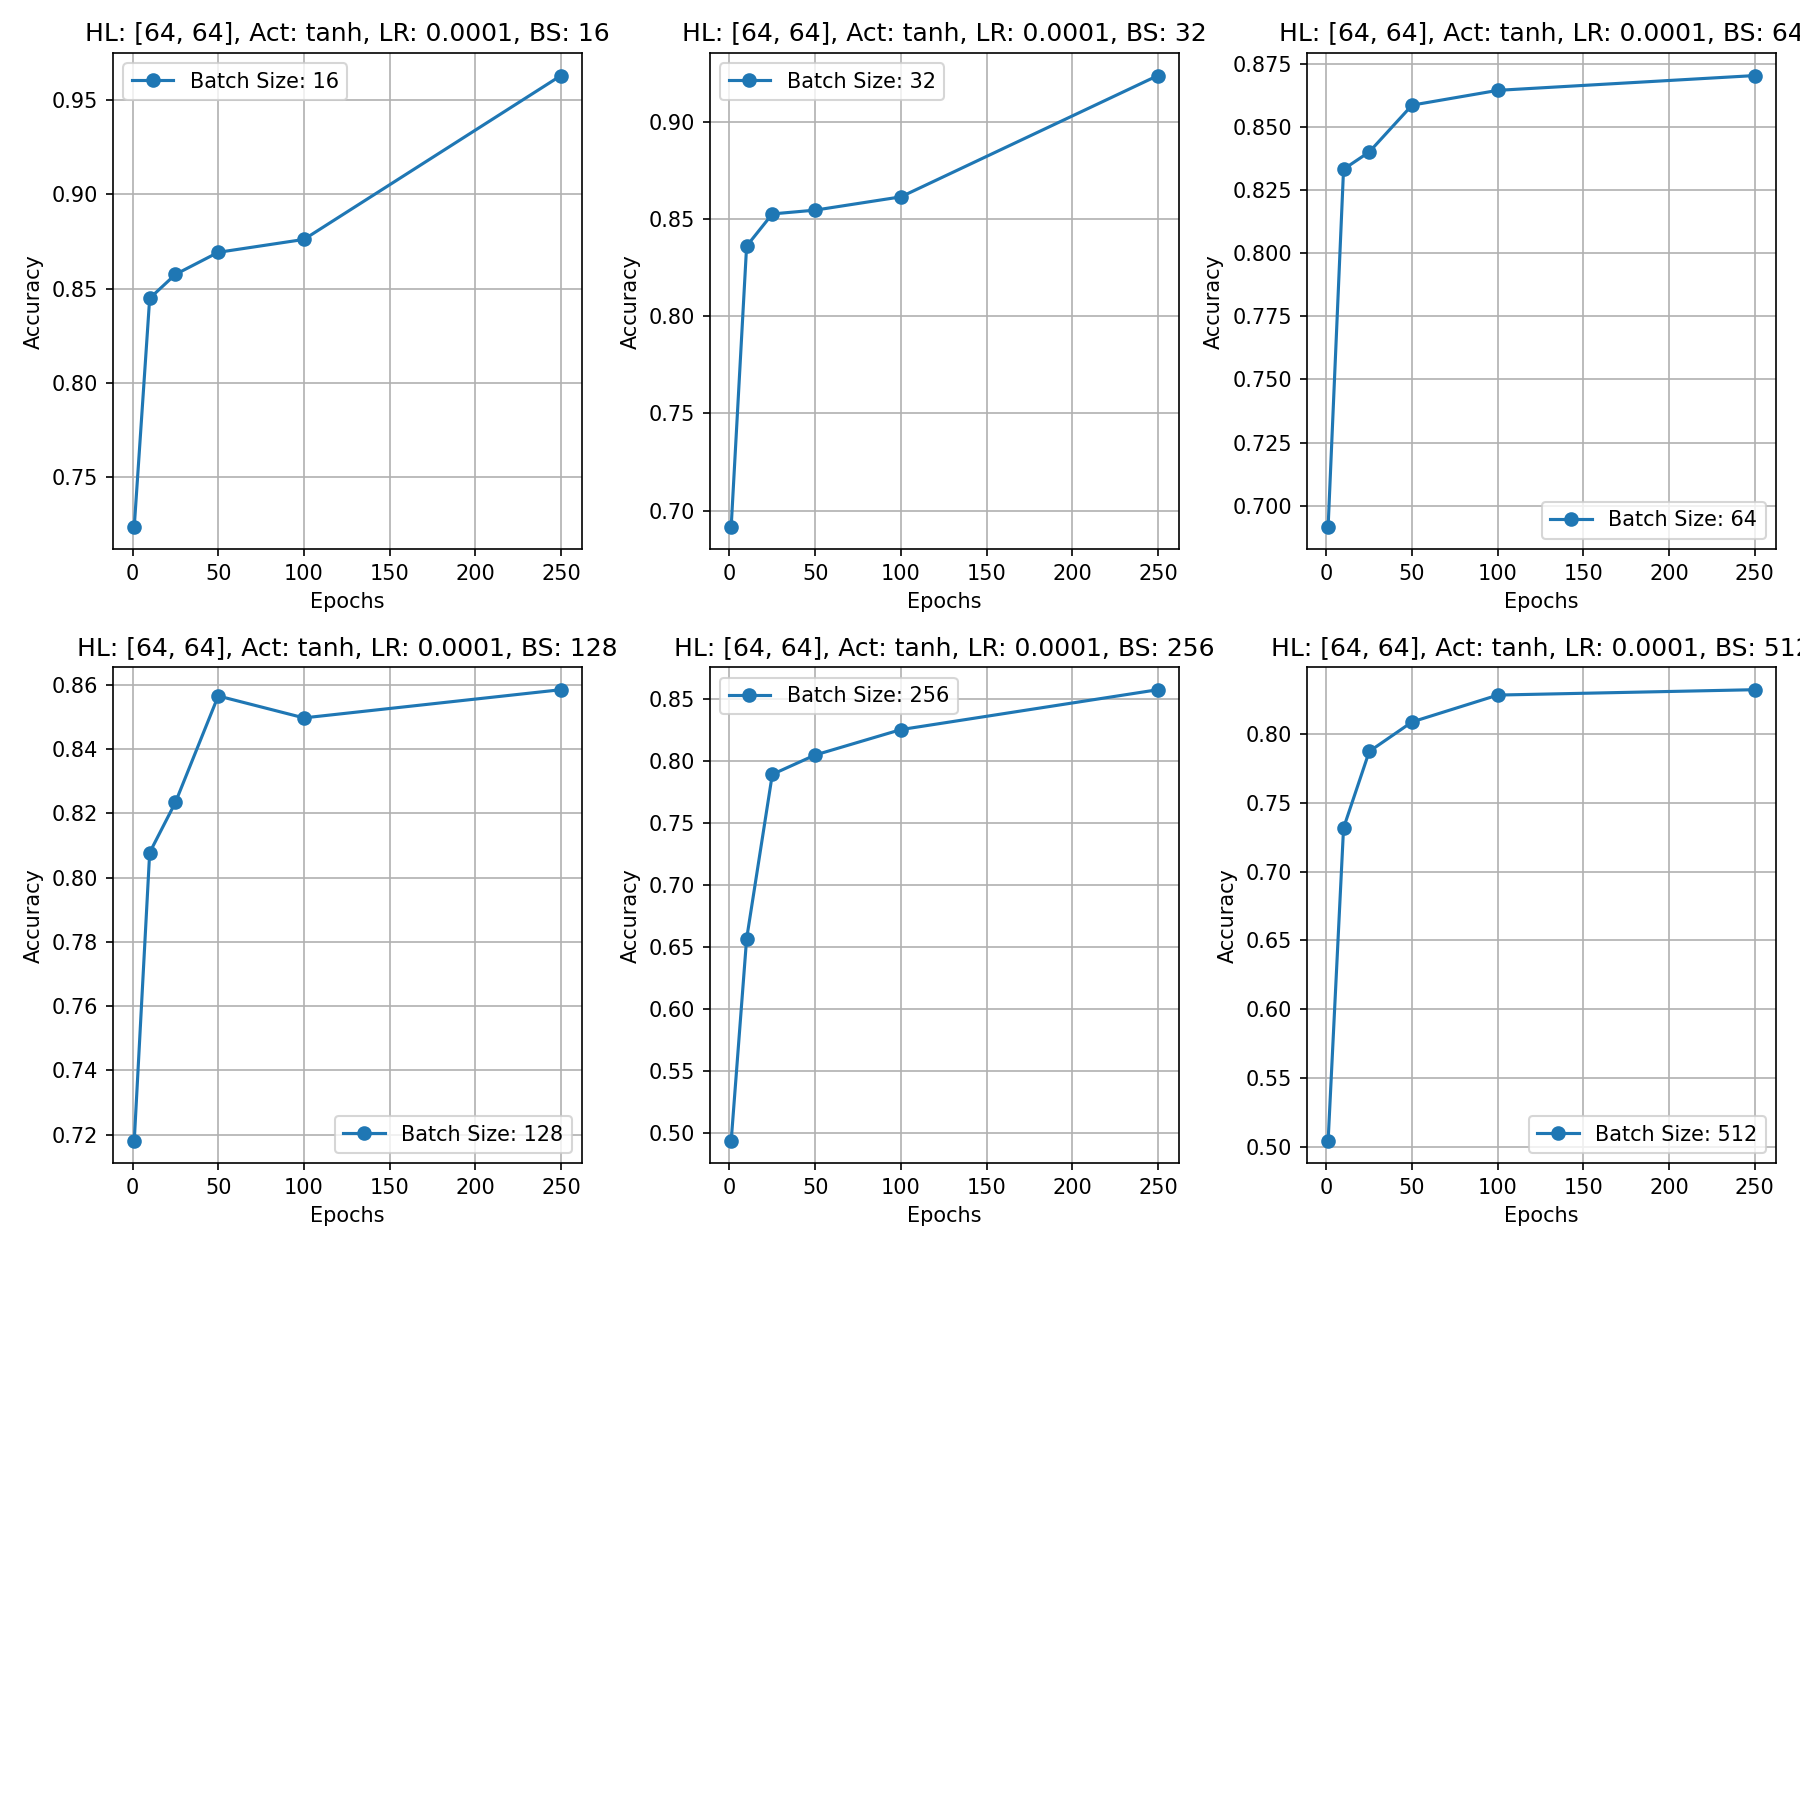 HL: [64, 64], Act: tanh, LR: 0.0001, BS: 16
Batch Size: 16
Accuracy
0.95
0.90
0.85
0.80
0.75
0 50 100 150 200 250
Epochs
HL: [64, 64], Act: tanh, LR: 0.0001, BS: 32
Batch Size: 32
Accuracy
0.90
0.85
0.80
0.75
0.70
0 50 100 150 200 250
Epochs
HL: [64, 64], Act: tanh, LR: 0.0001, BS: 64
Accuracy
0.875
0.850
0.825
0.800
0.775
0.750
0.725
0.700
Batch Size: 64
0 50 100 150 200 250
Epochs
HL: [64, 64], Act: tanh, LR: 0.0001, BS: 128
Accuracy
0.86
0.84
0.82
0.80
0.78
0.76
0.74
0.72
Batch Size: 128
0 50 100 150 200 250
Epochs
HL: [64, 64], Act: tanh, LR: 0.0001, BS: 256
Batch Size: 256
Accuracy
0.85
0.80
0.75
0.70
0.65
0.60
0.55
0.50
0 50 100 150 200 250
Epochs
HL: [64, 64], Act: tanh, LR: 0.0001, BS: 512
Accuracy
0.80
0.75
0.70
0.65
0.60
0.55
0.50
Batch Size: 512
0 50 100 150 200 250
Epochs